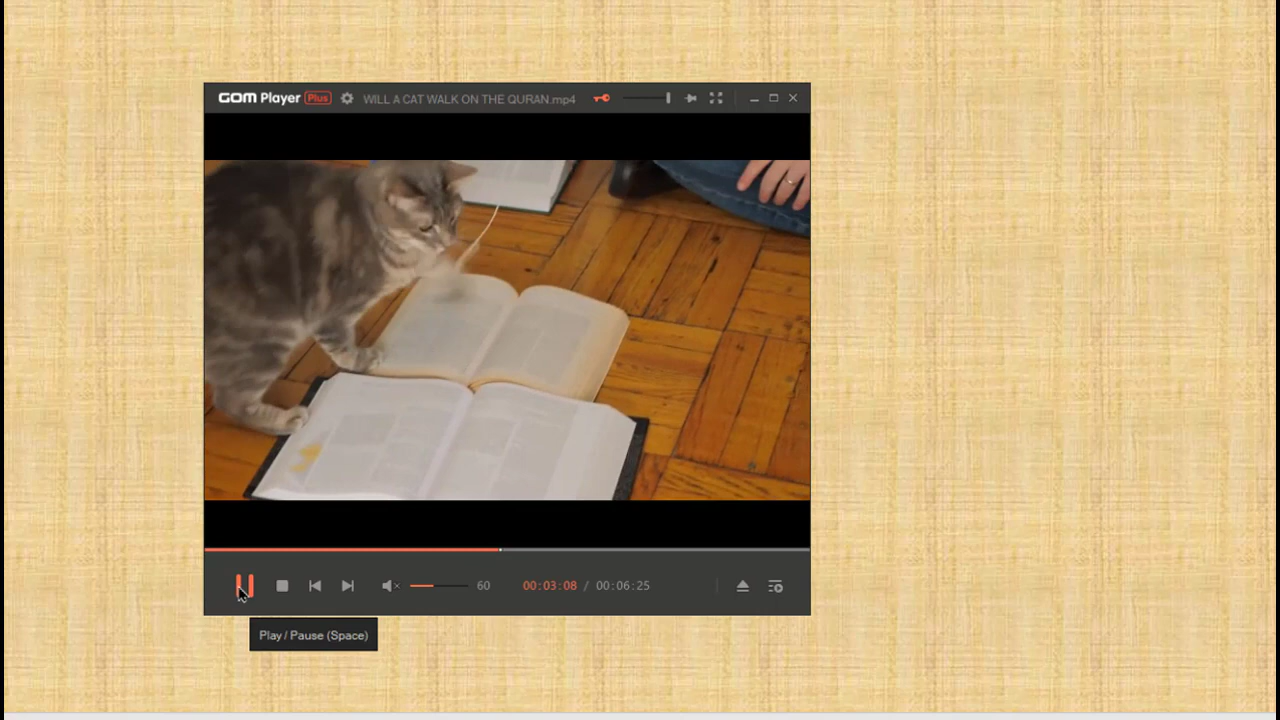 GOM Player Plus WILL A CAT WALK ON THE QURAN.mp4
60 00:03:08 / 00:06:25
Play / Pause (Space)